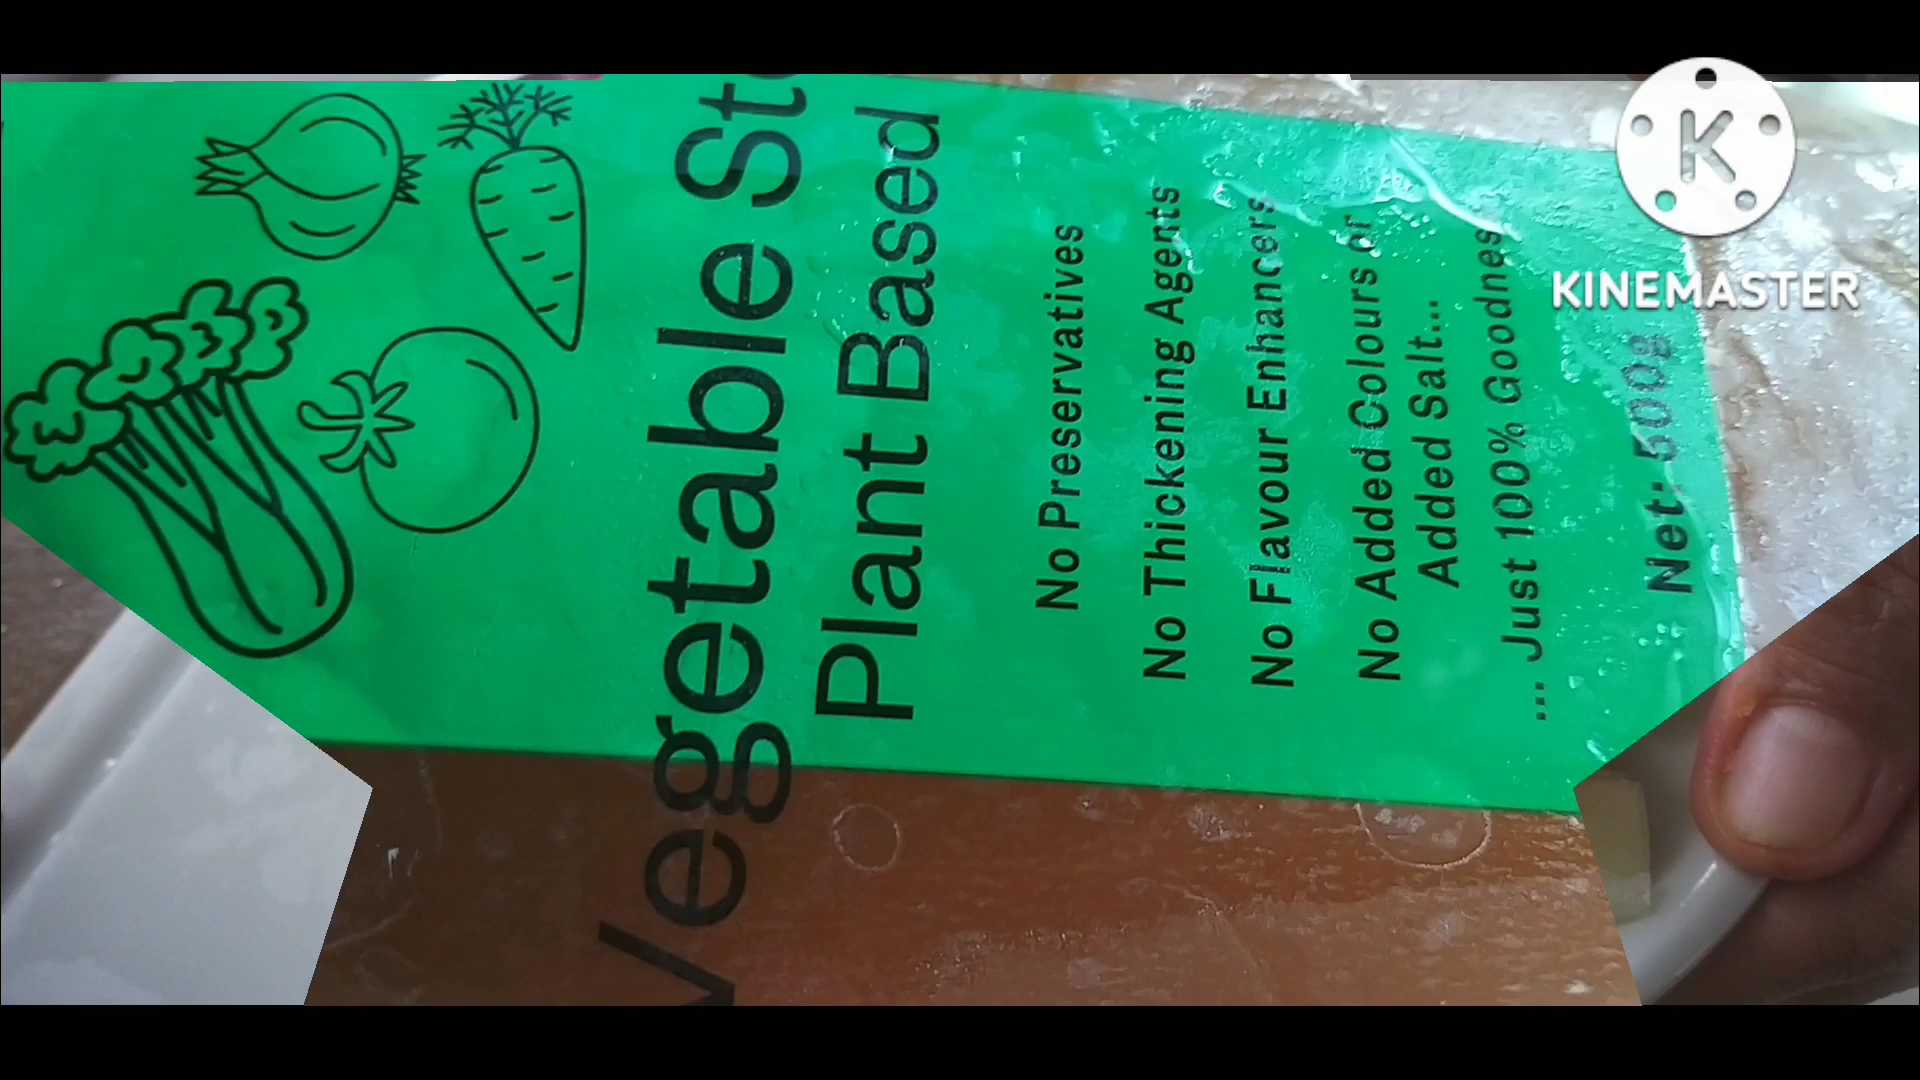 Vegetable St
Plant Based
No Preservatives
No Thickening Agents
No Flavour Enhancers
No Added Colours or
Added Salt...
... Just 100% Goodness
Net: 500g
K
KINEMASTER